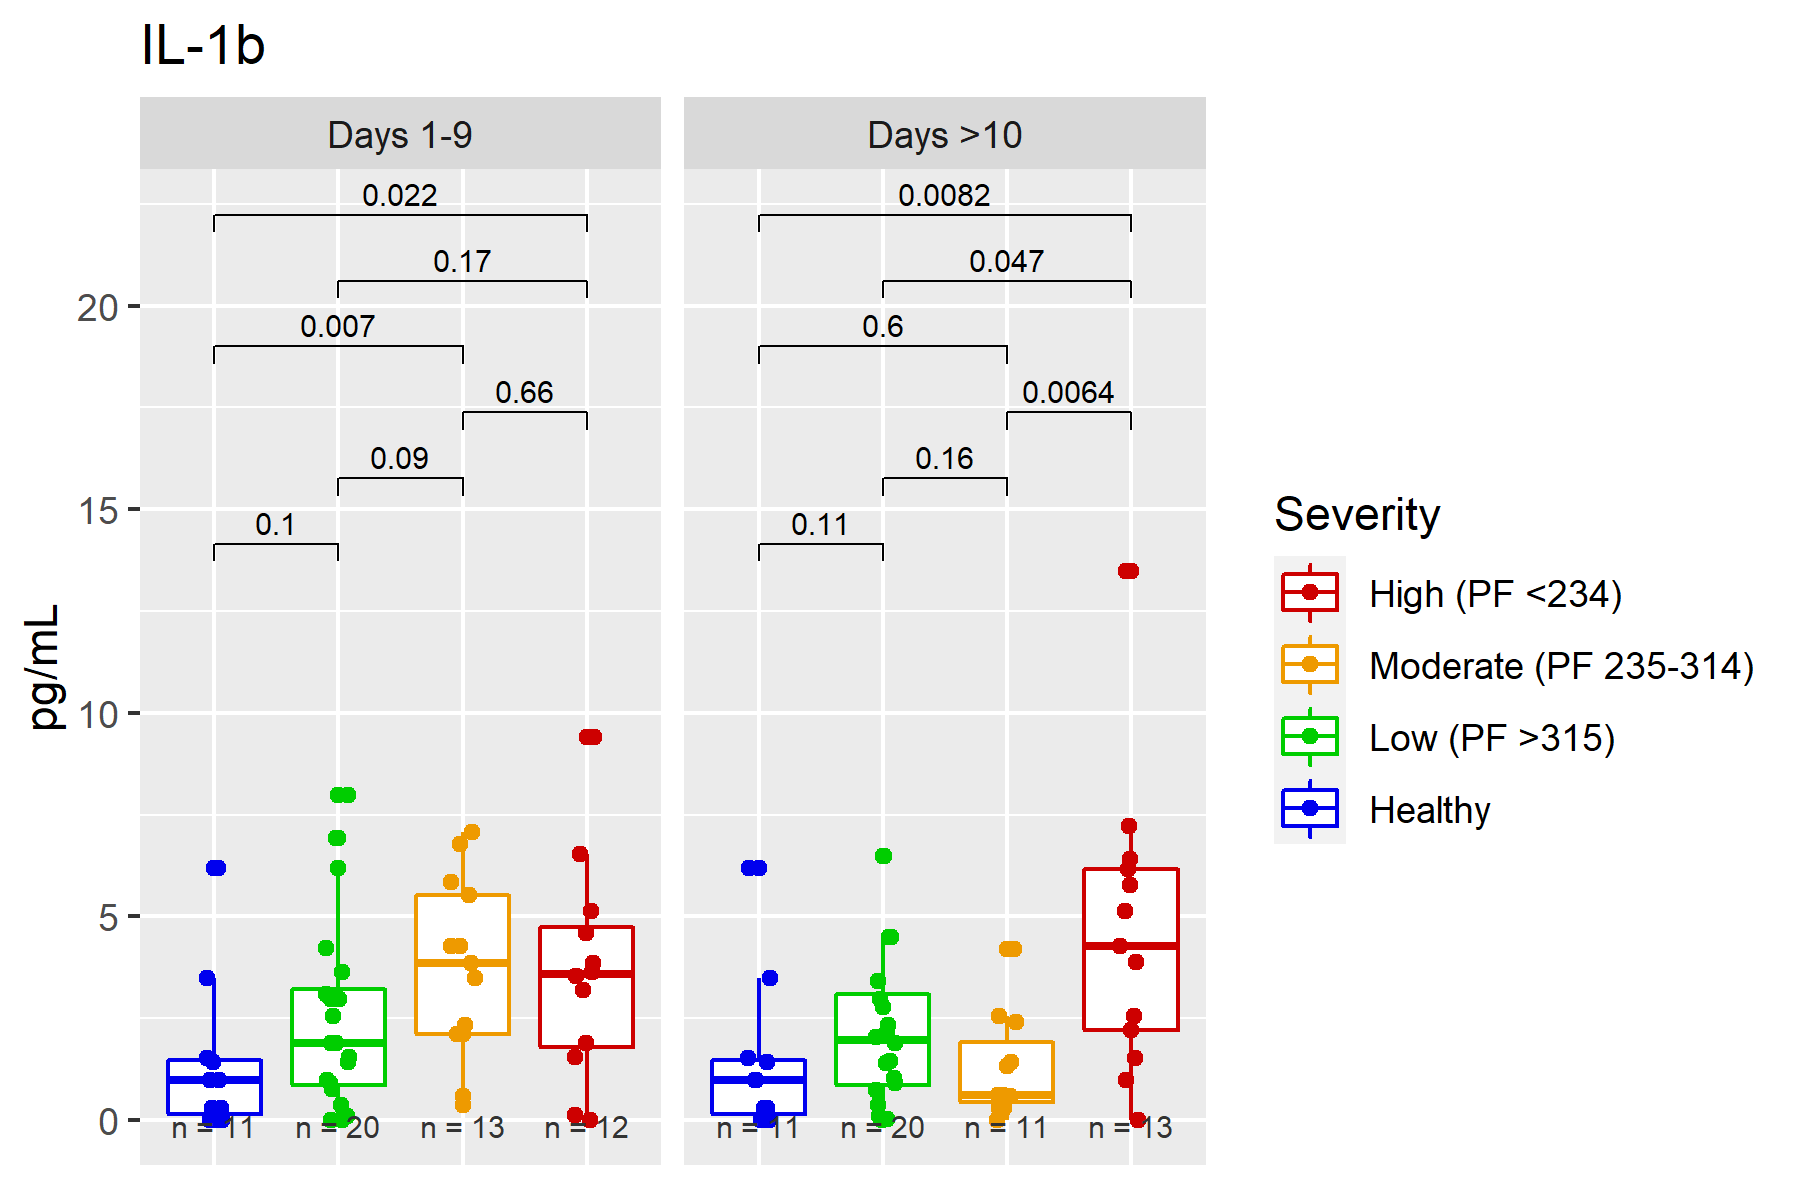 IL-1b
Days 1-9
Days >10
0.022
0.17
0.007
0.66
0.09
0.1
0.0082
0.047
0.6
0.0064
0.16
0.11
20
15
10
5
0
pg/mL
n = 11
n = 20
n = 13
n = 12
n = 11
n = 20
n = 11
n = 13
Severity
High (PF <234)
Moderate (PF 235-314)
Low (PF >315)
Healthy